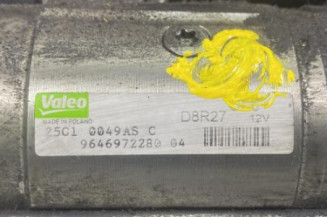 Valeo
MADE IN POLAND
D8R27 12V
25C1 0049AS C
9646972280.04